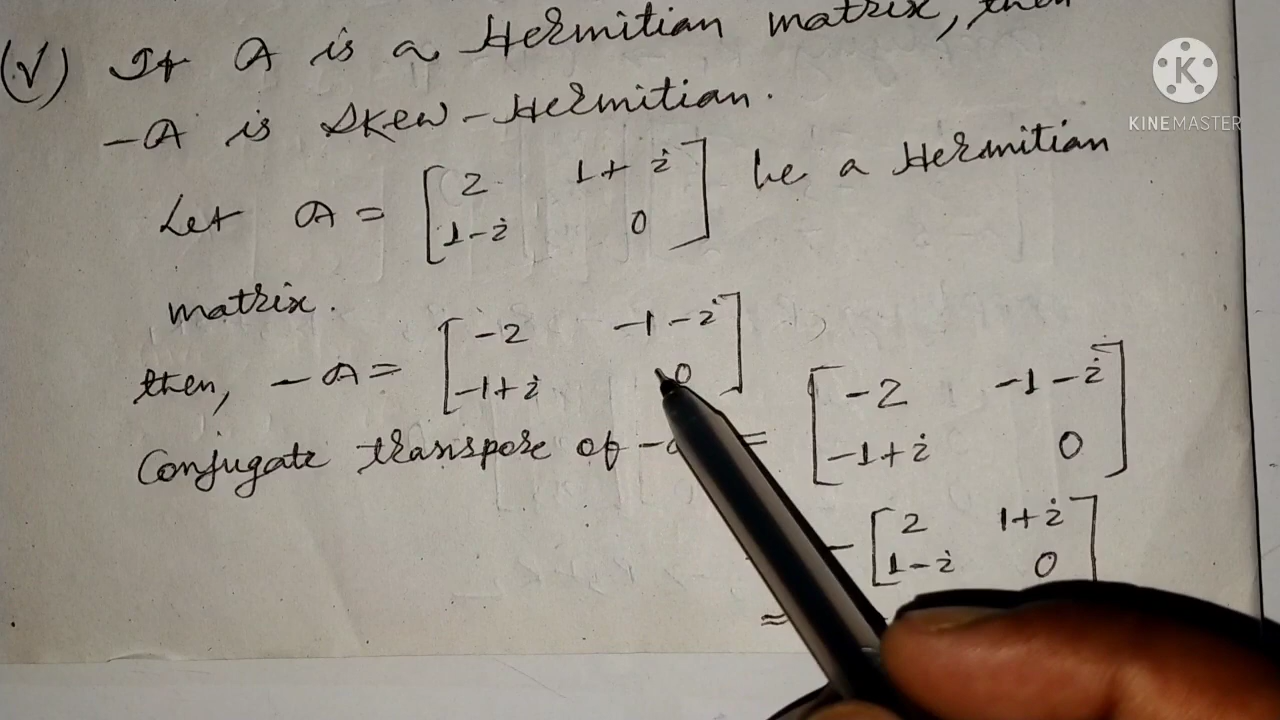 (V) If A is a Hermitian matrix, then
-A is Skew-Hermitian.
Let A = [2 1+i
1-i 0] be a Hermitian
matrix.
then, -A = [-2 -1-i
-1+i 0]
Conjugate transpose of - = [-2 -1-i
-1+i 0]
- [2 1+i
1-i 0]
=
K
KINEMASTER